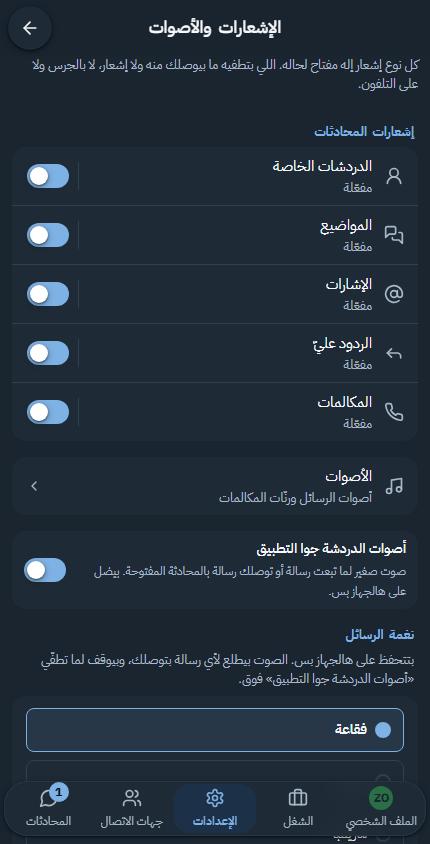 الإشعارات والأصوات
كل نوع إشعار إله مفتاح لحاله. اللي بتطفيه ما بيوصلك منه ولا إشعار، لا بالجرس ولا
على التلفون.
إشعارات المحادثات
الدردشات الخاصة
مفعّلة
المواضيع
مفعّلة
الإشارات
مفعّلة
الردود عليّ
مفعّلة
المكالمات
مفعّلة
الأصوات
أصوات الرسائل ورنّات المكالمات
أصوات الدردشة جوا التطبيق
صوت صغير لما تبعت رسالة أو توصلك رسالة بالمحادثة المفتوحة. بيضل
على هالجهاز بس.
نغمة الرسائل
بتتحفظ على هالجهاز بس. الصوت بيطلع لأي رسالة بتوصلك، وبيوقف لما تطفّي
«أصوات الدردشة جوا التطبيق» فوق.
فقاعة
ZO
1
الملف الشخصي
الشغل
الإعدادات
جهات الاتصال
المحادثات